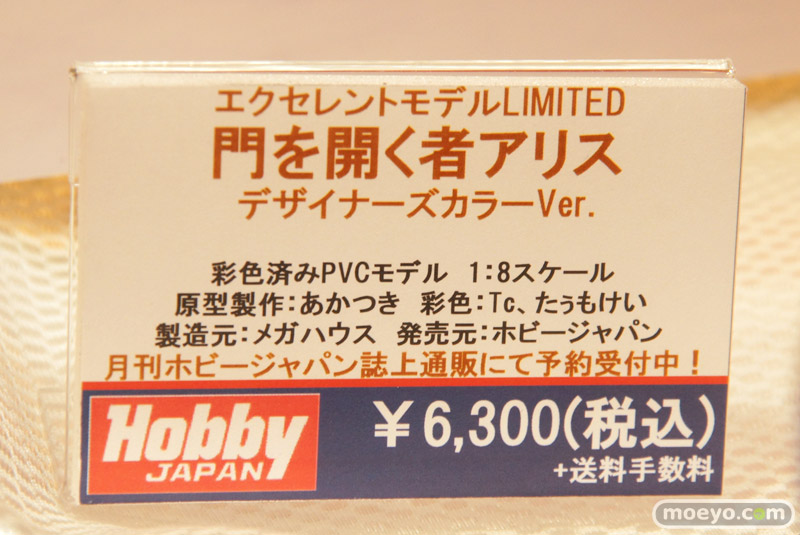 エクセレントモデルLIMITED
門を開く者アリス
デザイナーズカラーVer.
彩色済みPVCモデル 1:8スケール
原型製作:あかつき 彩色:Tc、たぅもけい
製造元:メガハウス 発売元:ホビージャパン
月刊ホビージャパン誌上通販にて予約受付中!
Hobby
JAPAN
¥6,300(税込)
+送料手数料
moeyo.com